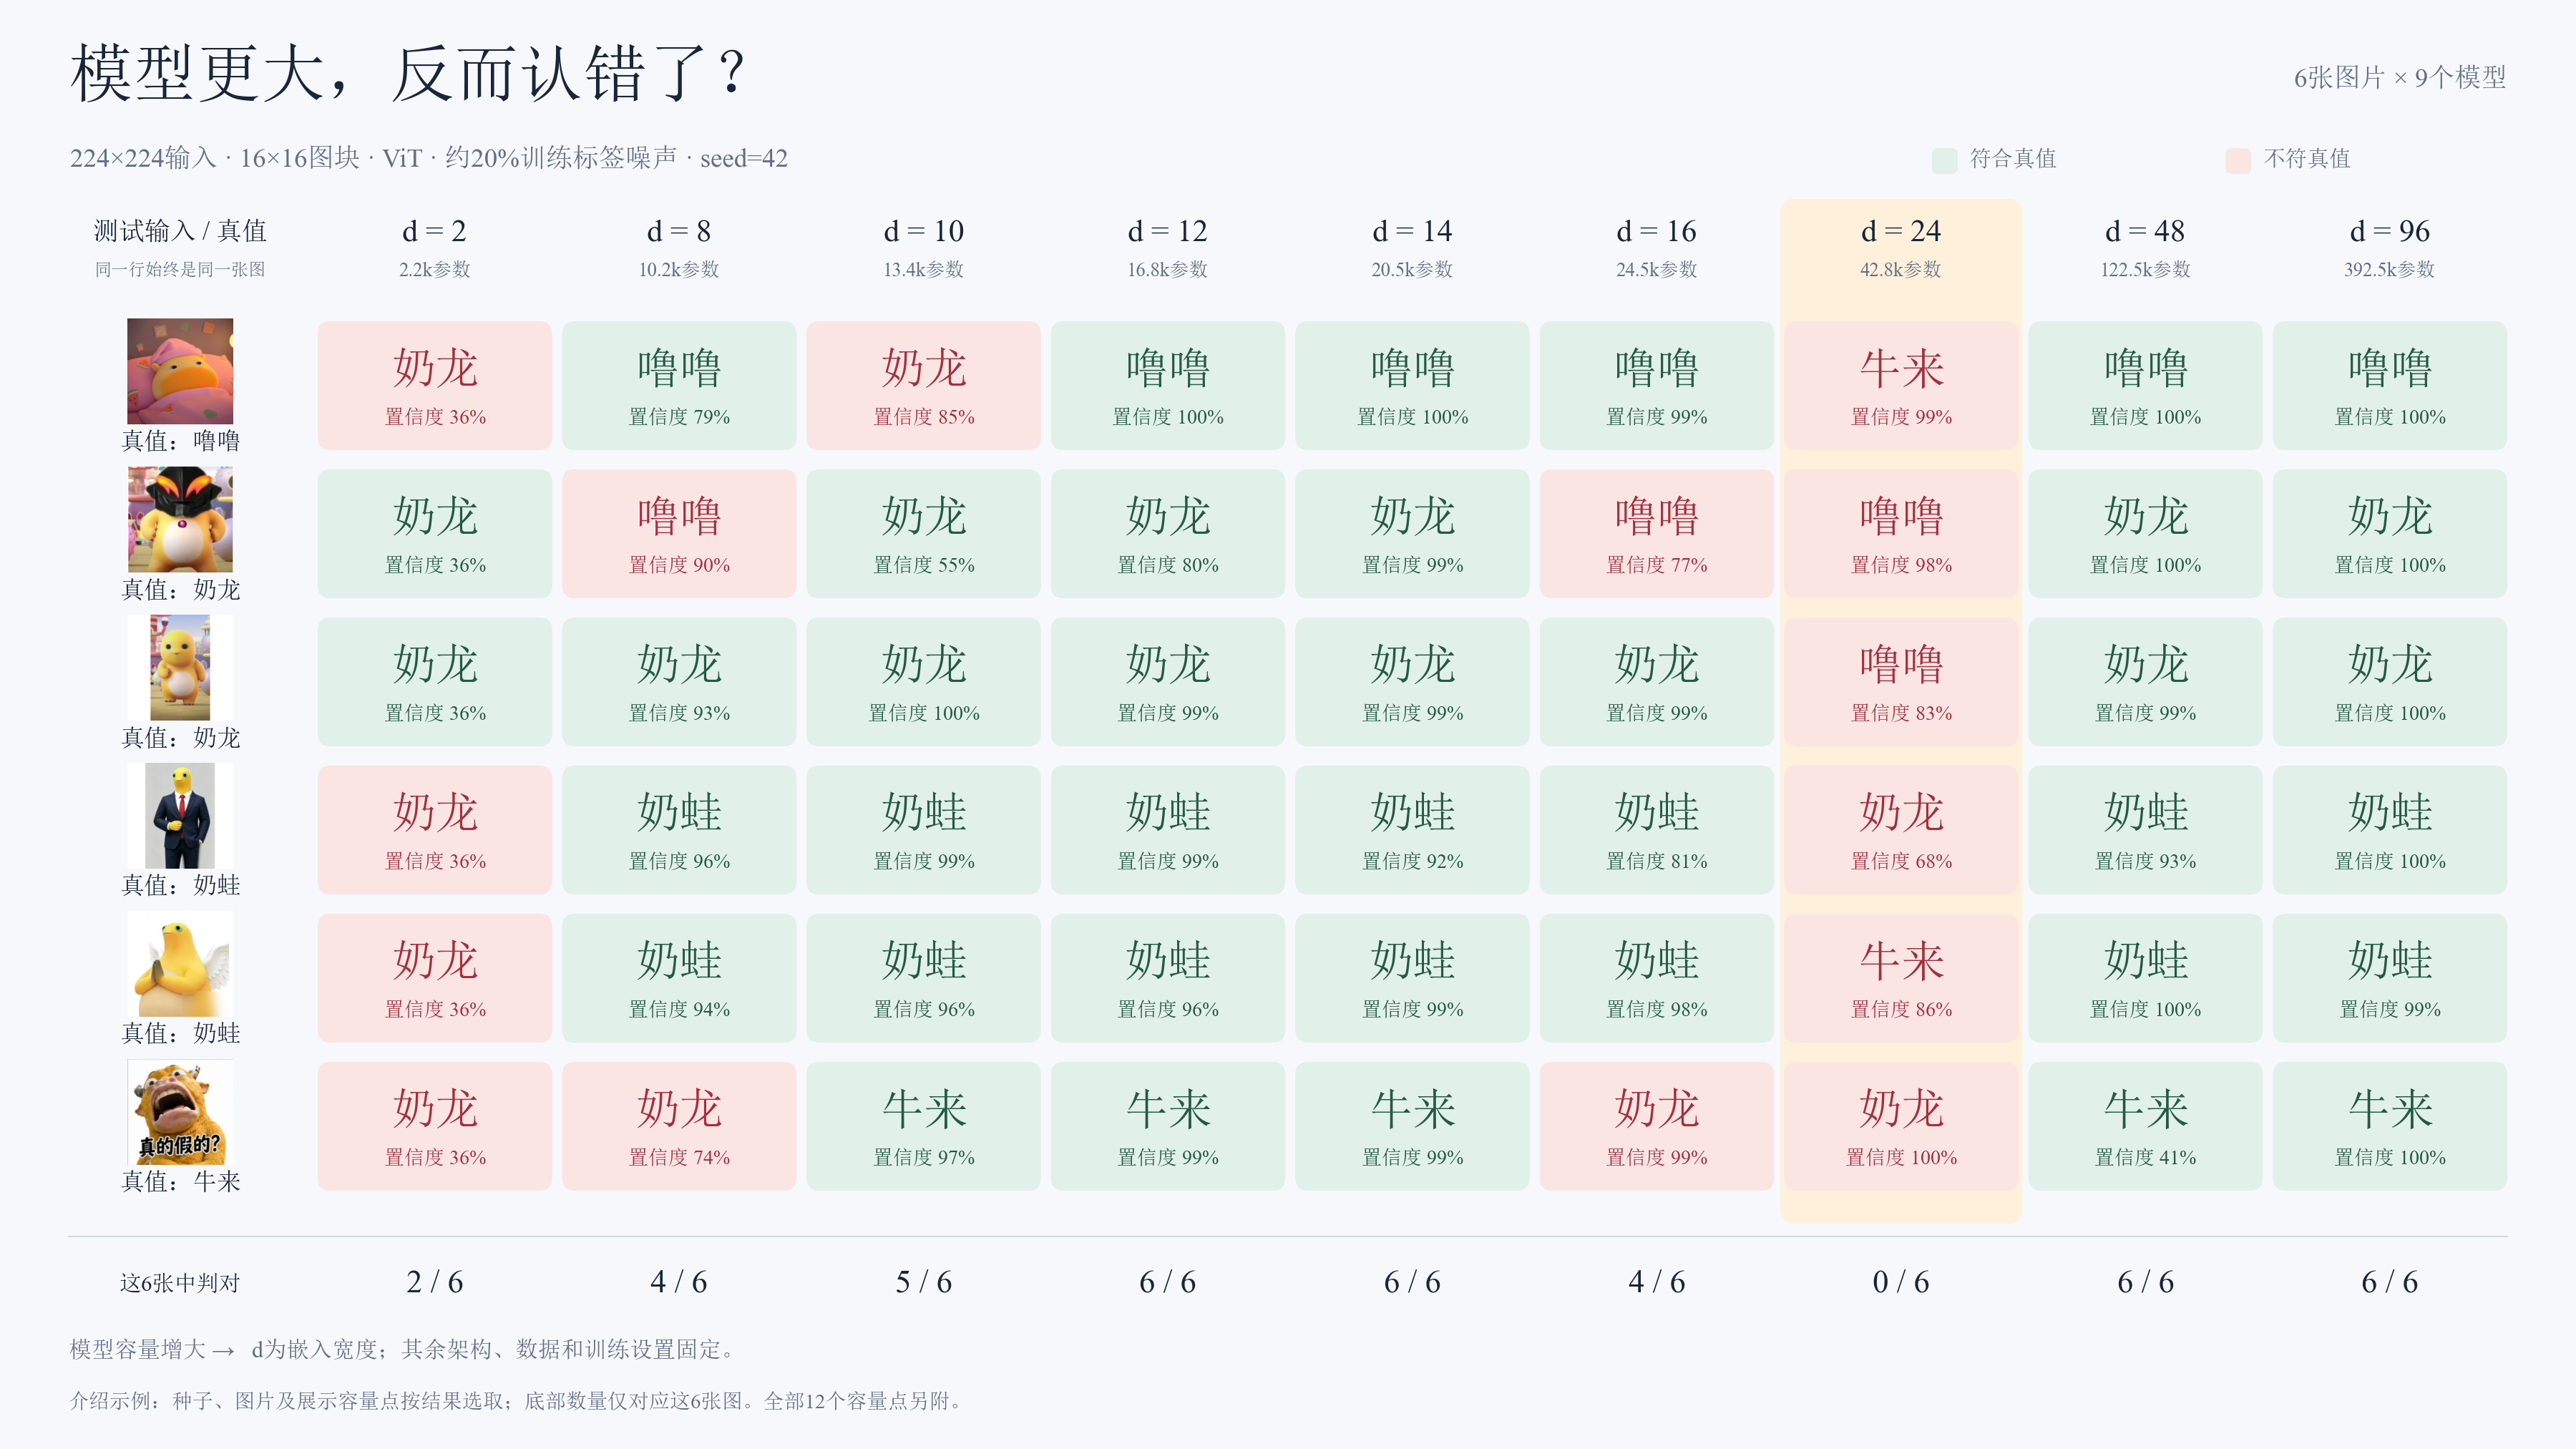 模型更大，反而认错了？
6张图片 × 9个模型
224×224输入 · 16×16图块 · ViT · 约20%训练标签噪声 · seed=42
符合真值 不符真值
测试输入 / 真值 d = 2 d = 8 d = 10 d = 12 d = 14 d = 16 d = 24 d = 48 d = 96
同一行始终是同一张图 2.2k参数 10.2k参数 13.4k参数 16.8k参数 20.5k参数 24.5k参数 42.8k参数 122.5k参数 392.5k参数
奶龙 噜噜 奶龙 噜噜 噜噜 噜噜 牛来 噜噜 噜噜
置信度 36% 置信度 79% 置信度 85% 置信度 100% 置信度 100% 置信度 99% 置信度 99% 置信度 100% 置信度 100%
真值：噜噜
奶龙 噜噜 奶龙 奶龙 奶龙 噜噜 噜噜 奶龙 奶龙
置信度 36% 置信度 90% 置信度 55% 置信度 80% 置信度 99% 置信度 77% 置信度 98% 置信度 100% 置信度 100%
真值：奶龙
奶龙 奶龙 奶龙 奶龙 奶龙 奶龙 噜噜 奶龙 奶龙
置信度 36% 置信度 93% 置信度 100% 置信度 99% 置信度 99% 置信度 99% 置信度 83% 置信度 99% 置信度 100%
真值：奶龙
奶龙 奶蛙 奶蛙 奶蛙 奶蛙 奶蛙 奶龙 奶蛙 奶蛙
置信度 36% 置信度 96% 置信度 99% 置信度 99% 置信度 92% 置信度 81% 置信度 68% 置信度 93% 置信度 100%
真值：奶蛙
奶龙 奶蛙 奶蛙 奶蛙 奶蛙 奶蛙 牛来 奶蛙 奶蛙
置信度 36% 置信度 94% 置信度 96% 置信度 96% 置信度 99% 置信度 98% 置信度 86% 置信度 100% 置信度 99%
真值：奶蛙
奶龙 奶龙 牛来 牛来 牛来 奶龙 奶龙 牛来 牛来
真的假的? 置信度 36% 置信度 74% 置信度 97% 置信度 99% 置信度 99% 置信度 99% 置信度 100% 置信度 41% 置信度 100%
真值：牛来
这6张中判对 2 / 6 4 / 6 5 / 6 6 / 6 6 / 6 4 / 6 0 / 6 6 / 6 6 / 6
模型容量增大 → d为嵌入宽度；其余架构、数据和训练设置固定。
介绍示例：种子、图片及展示容量点按结果选取；底部数量仅对应这6张图。全部12个容量点另附。